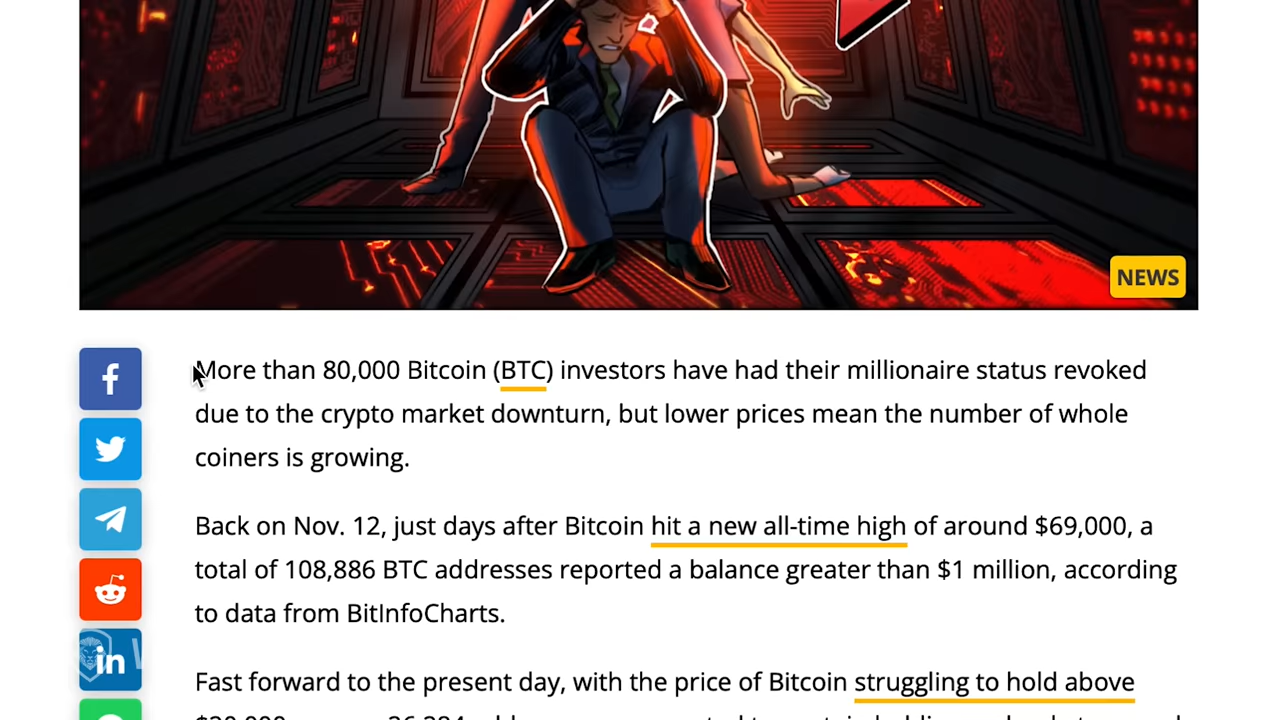 NEWS
More than 80,000 Bitcoin (BTC) investors have had their millionaire status revoked
due to the crypto market downturn, but lower prices mean the number of whole
coiners is growing.
Back on Nov. 12, just days after Bitcoin hit a new all-time high of around $69,000, a
total of 108,886 BTC addresses reported a balance greater than $1 million, according
to data from BitInfoCharts.
in
Fast forward to the present day, with the price of Bitcoin struggling to hold above